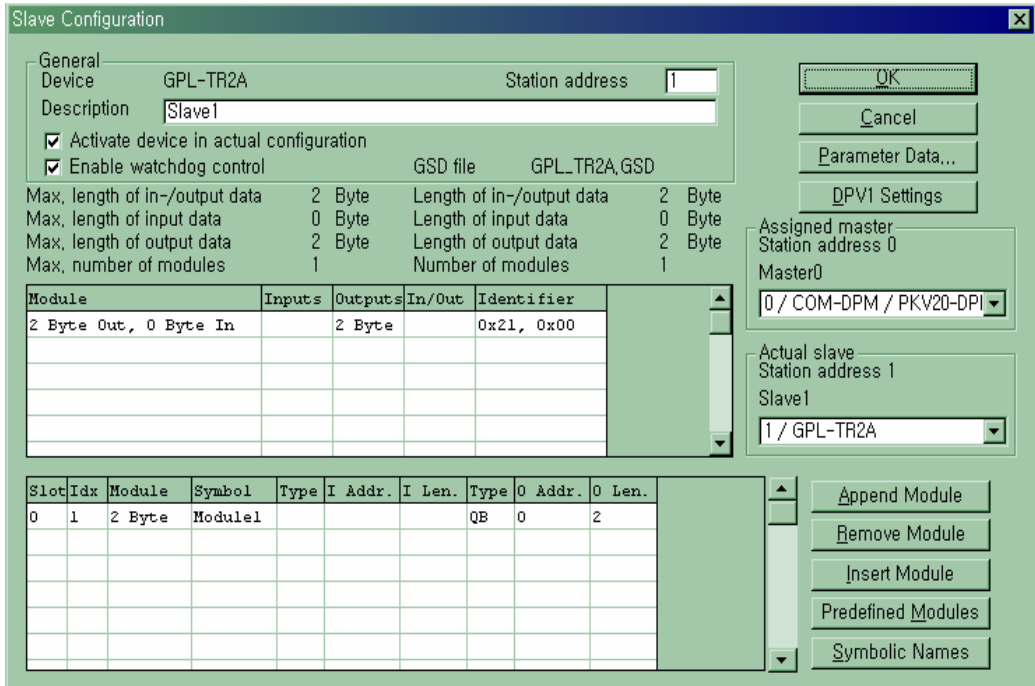 Slave Configuration
General
Device GPL-TR2A Station address 1
Description Slave1
Activate device in actual configuration
Enable watchdog control GSD file GPL_TR2A,GSD
Max, length of in-/output data 2 Byte Length of in-/output data 2 Byte
Max, length of input data 0 Byte Length of input data 0 Byte
Max, length of output data 2 Byte Length of output data 2 Byte
Max, number of modules 1 Number of modules 1
Module Inputs Outputs In/Out Identifier
2 Byte Out, 0 Byte In 2 Byte 0x21, 0x00
Slot Idx Module Symbol Type I Addr. I Len. Type O Addr. O Len.
0 1 2 Byte Module1 QB 0 2
OK
Cancel
Parameter Data,,,
DPV1 Settings
Assigned master
Station address 0
Master0
0 / COM-DPM / PKV20-DPI
Actual slave
Station address 1
Slave1
1 / GPL-TR2A
Append Module
Remove Module
Insert Module
Predefined Modules
Symbolic Names